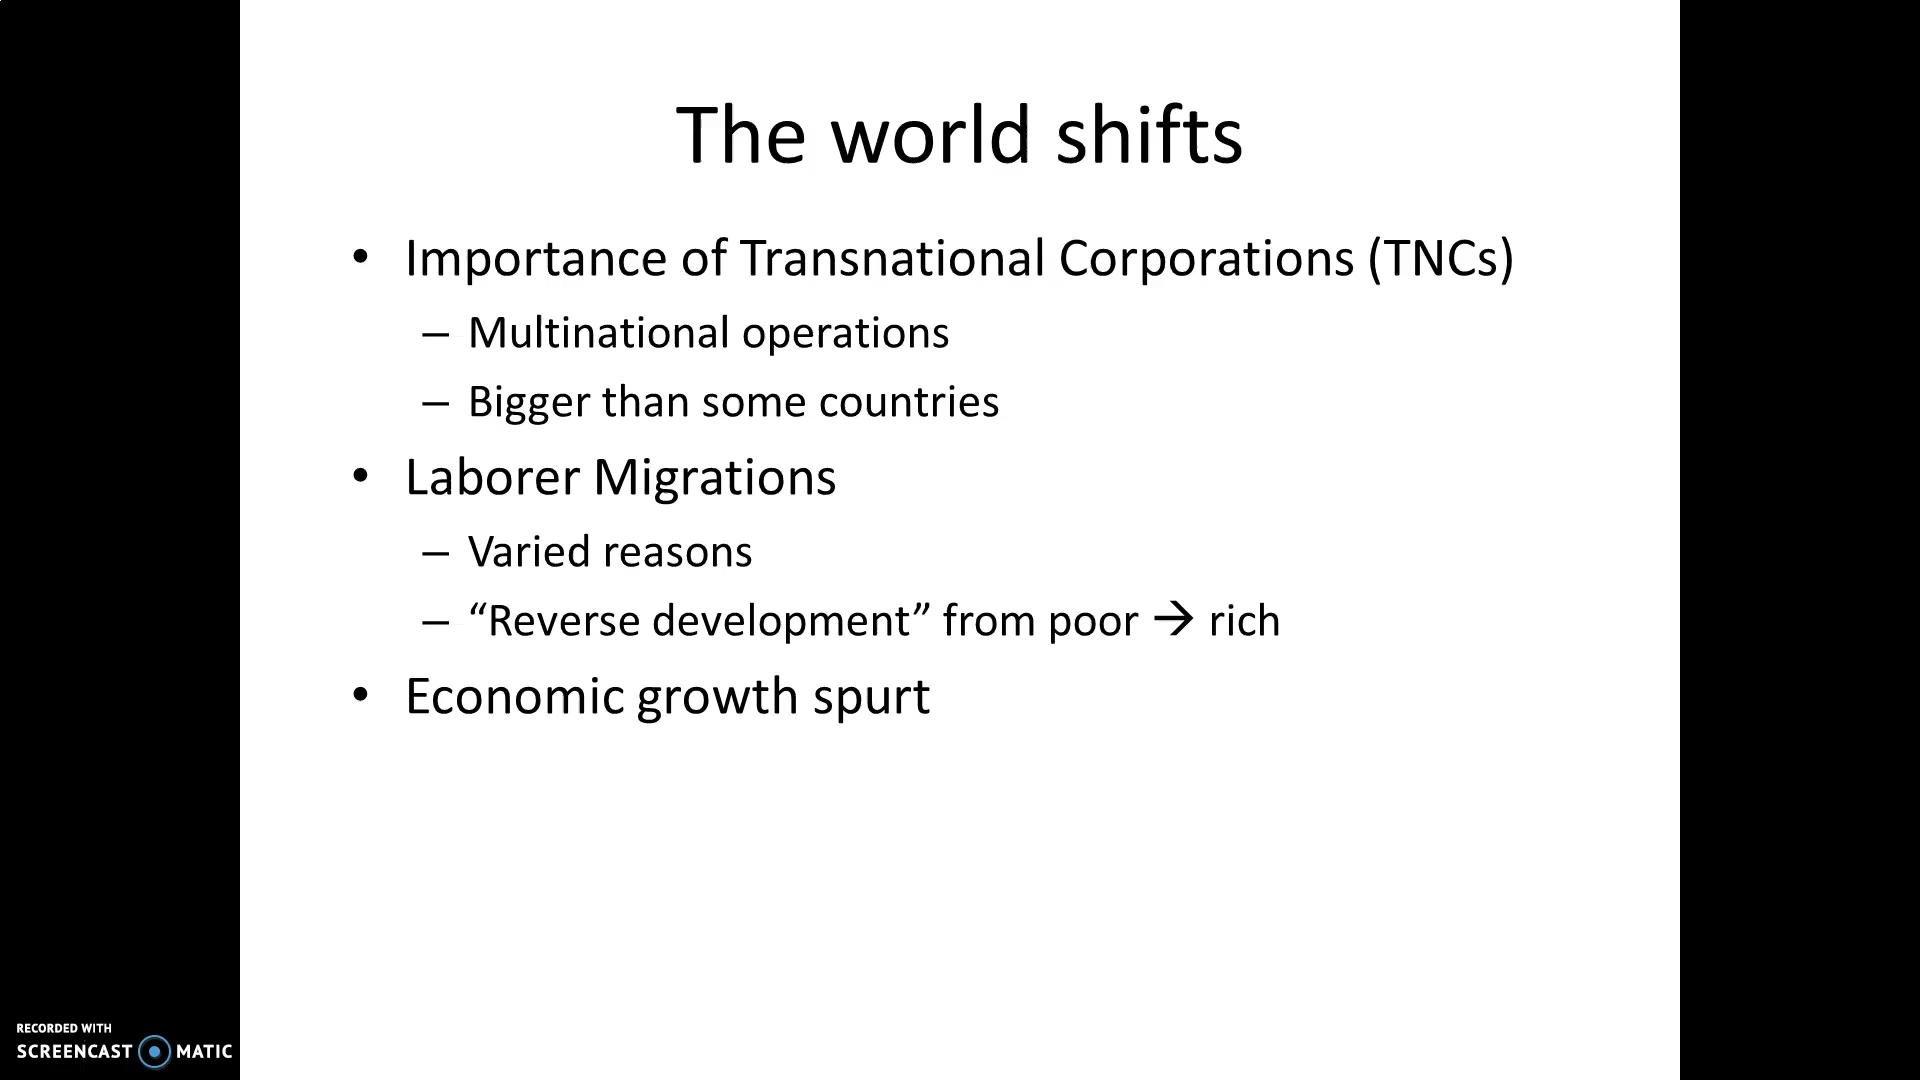 The world shifts
• Importance of Transnational Corporations (TNCs)
– Multinational operations
– Bigger than some countries
• Laborer Migrations
– Varied reasons
– “Reverse development” from poor → rich
• Economic growth spurt
RECORDED WITH
SCREENCAST MATIC